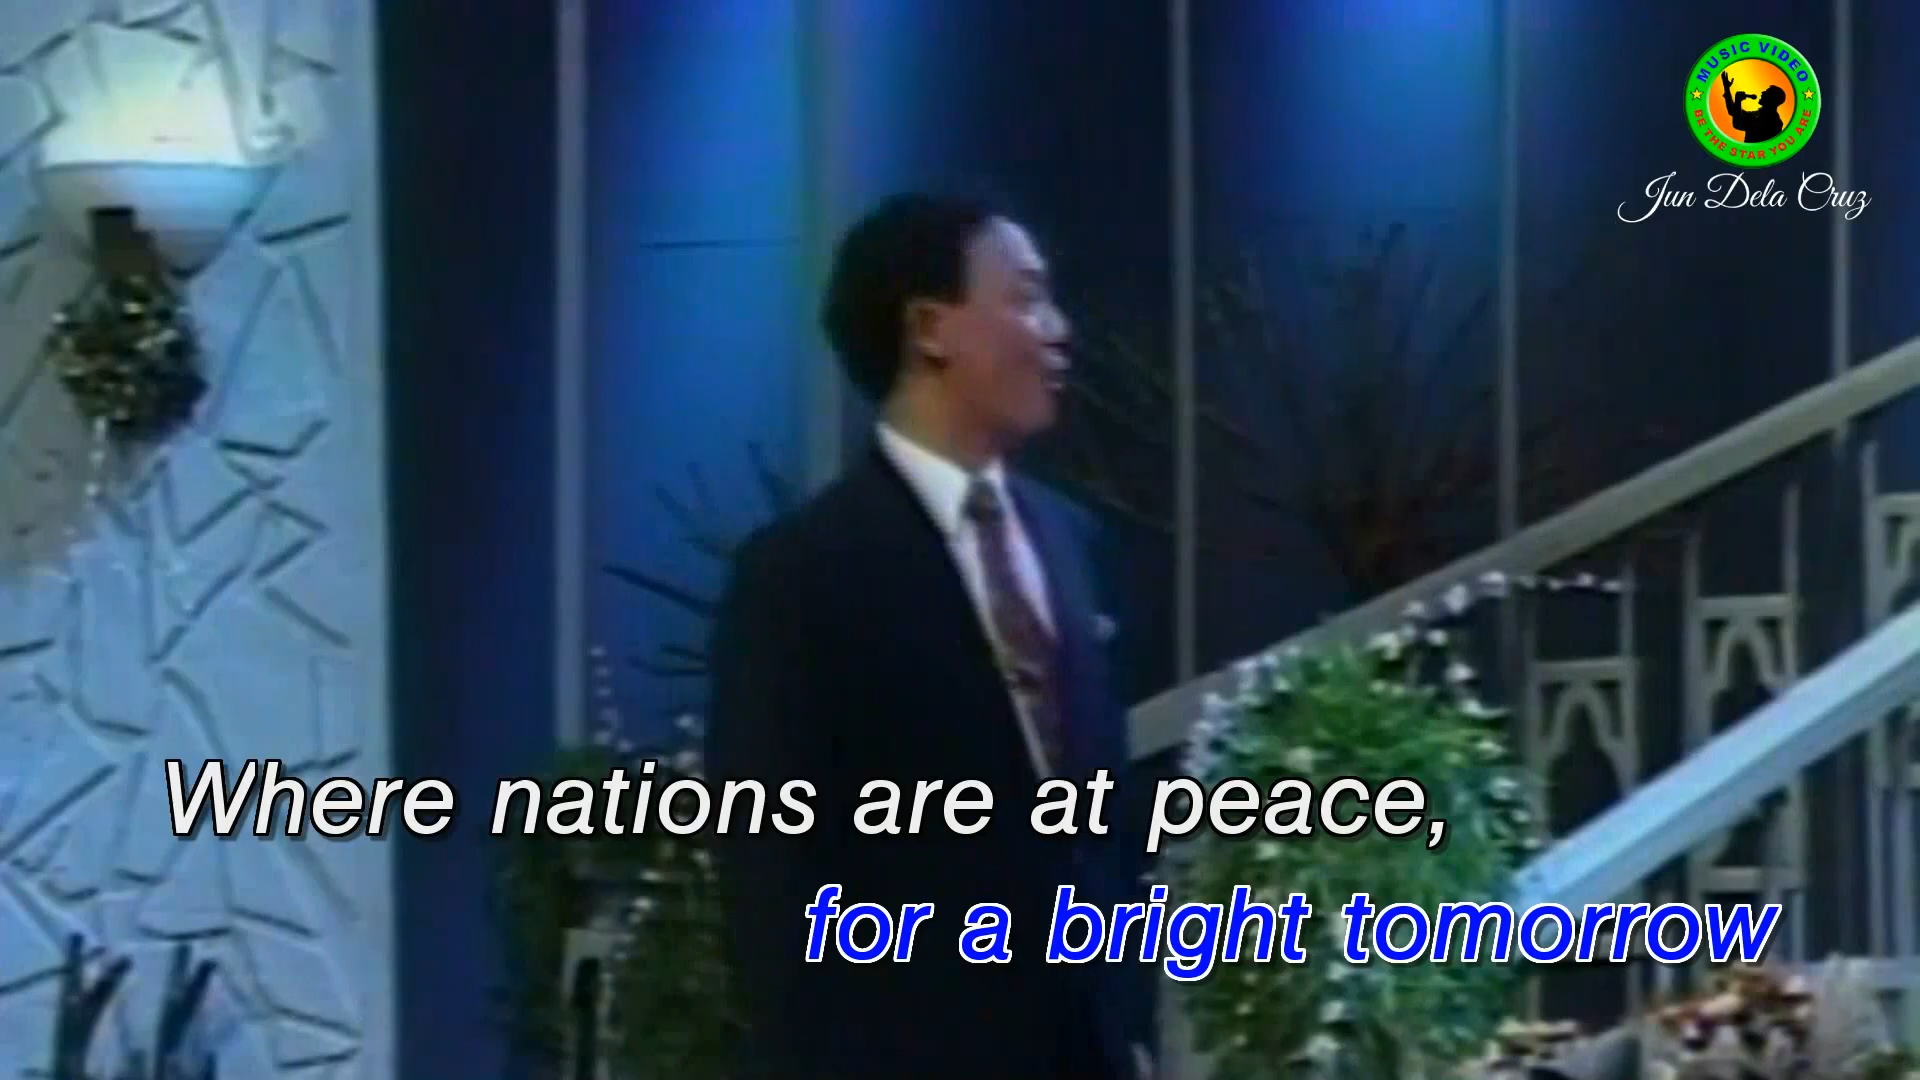 MUSIC VIDEO
BE THE STAR YOU ARE
Jun Dela Cruz
Where nations are at peace,
for a bright tomorrow